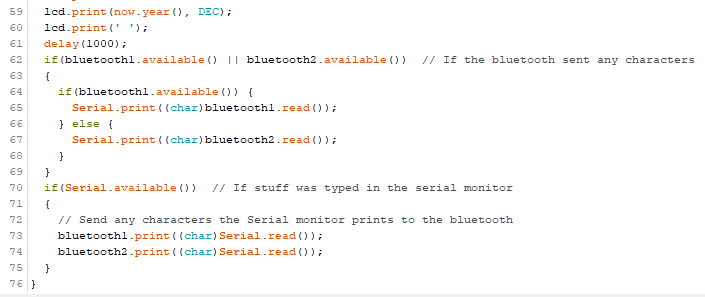 59 lcd.print(now.year(), DEC);
60 lcd.print(' ');
61 delay(1000);
62 if(bluetooth1.available() || bluetooth2.available())  // If the bluetooth sent any characters
63 {
64 if(bluetooth1.available()) {
65 Serial.print((char)bluetooth1.read());
66 } else {
67 Serial.print((char)bluetooth2.read());
68 }
69 }
70 if(Serial.available())  // If stuff was typed in the serial monitor
71 {
72 // Send any characters the Serial monitor prints to the bluetooth
73 bluetooth1.print((char)Serial.read());
74 bluetooth2.print((char)Serial.read());
75 }
76 }